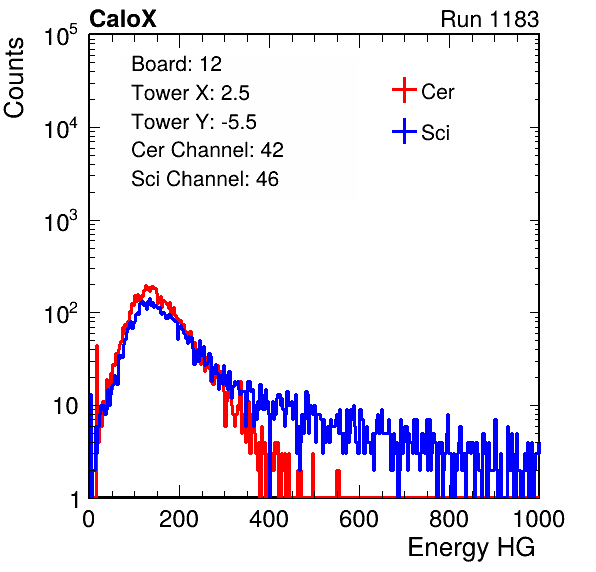 CaloX Run 1183
Counts
10^5
10^4
10^3
10^2
10
1
Board: 12
Tower X: 2.5
Tower Y: -5.5
Cer Channel: 42
Sci Channel: 46
Cer
Sci
0 200 400 600 800 1000
Energy HG